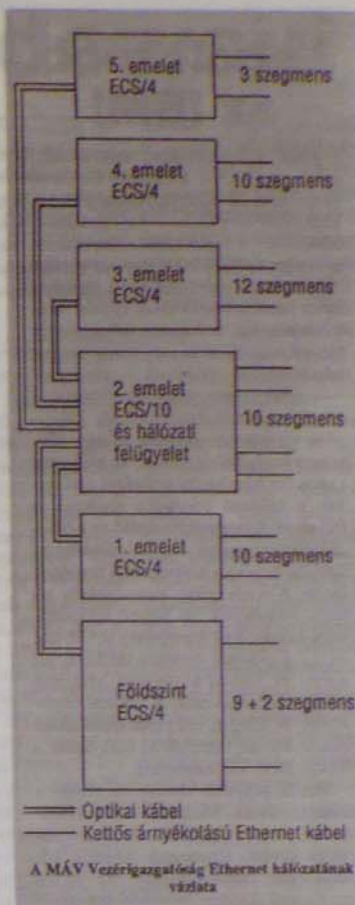 5. emelet
ECS/4
3 szegmens
4. emelet
ECS/4
10 szegmens
3. emelet
ECS/4
12 szegmens
2. emelet
ECS/10
és hálózati
felügyelet
10 szegmens
1. emelet
ECS/4
10 szegmens
Földszint
ECS/4
9 + 2 szegmens
Optikai kábel
Kettős árnyékolású Ethernet kábel
A MÁV Vezérigazgatóság Ethernet hálózatának
vázlata